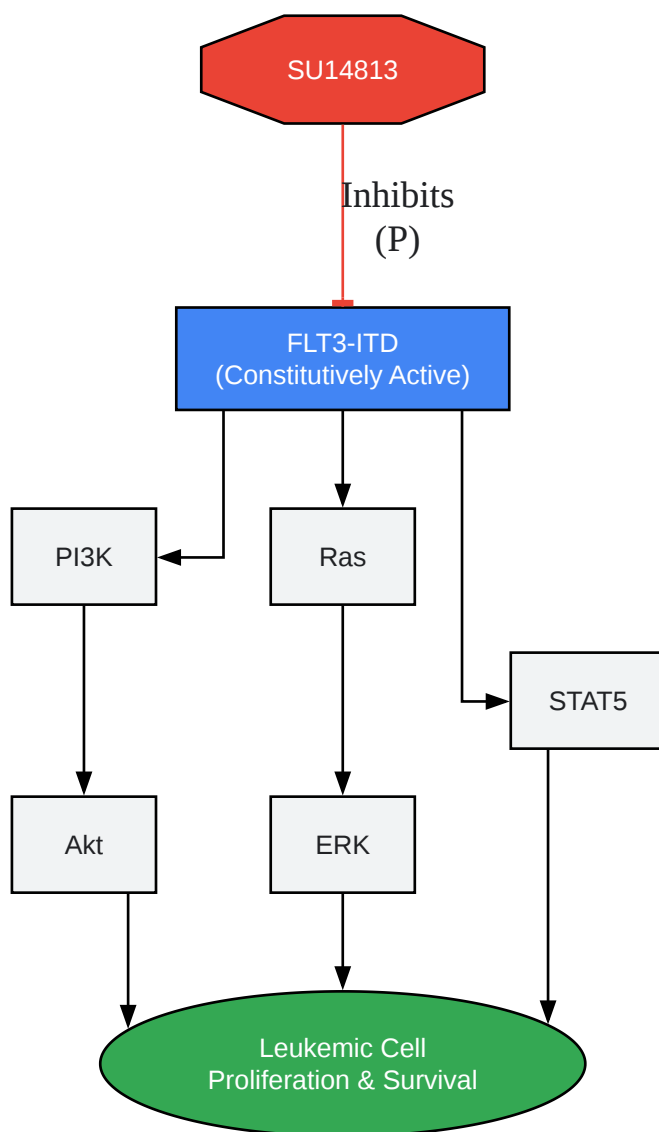 SU14813
Inhibits
(P)
FLT3-ITD
(Constitutively Active)
PI3K
Ras
STAT5
Akt
ERK
Leukemic Cell
Proliferation & Survival